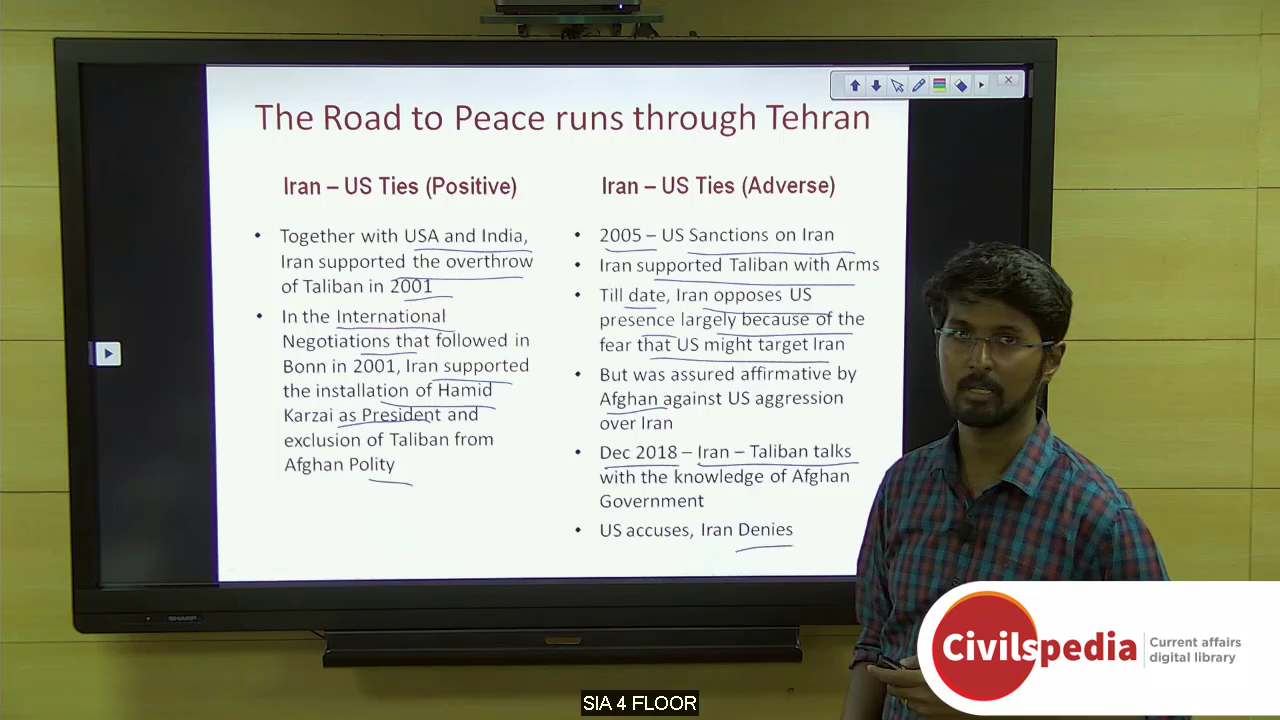 The Road to Peace runs through Tehran
Iran – US Ties (Positive)
• Together with USA and India,
Iran supported the overthrow
of Taliban in 2001
• In the International
Negotiations that followed in
Bonn in 2001, Iran supported
the installation of Hamid
Karzai as President and
exclusion of Taliban from
Afghan Polity
Iran – US Ties (Adverse)
• 2005 – US Sanctions on Iran
• Iran supported Taliban with Arms
• Till date, Iran opposes US
presence largely because of the
fear that US might target Iran
• But was assured affirmative by
Afghan against US aggression
over Iran
• Dec 2018 – Iran – Taliban talks
with the knowledge of Afghan
Government
• US accuses, Iran Denies
SHARP
Civilspedia
Current affairs
digital library
SIA 4 FLOOR